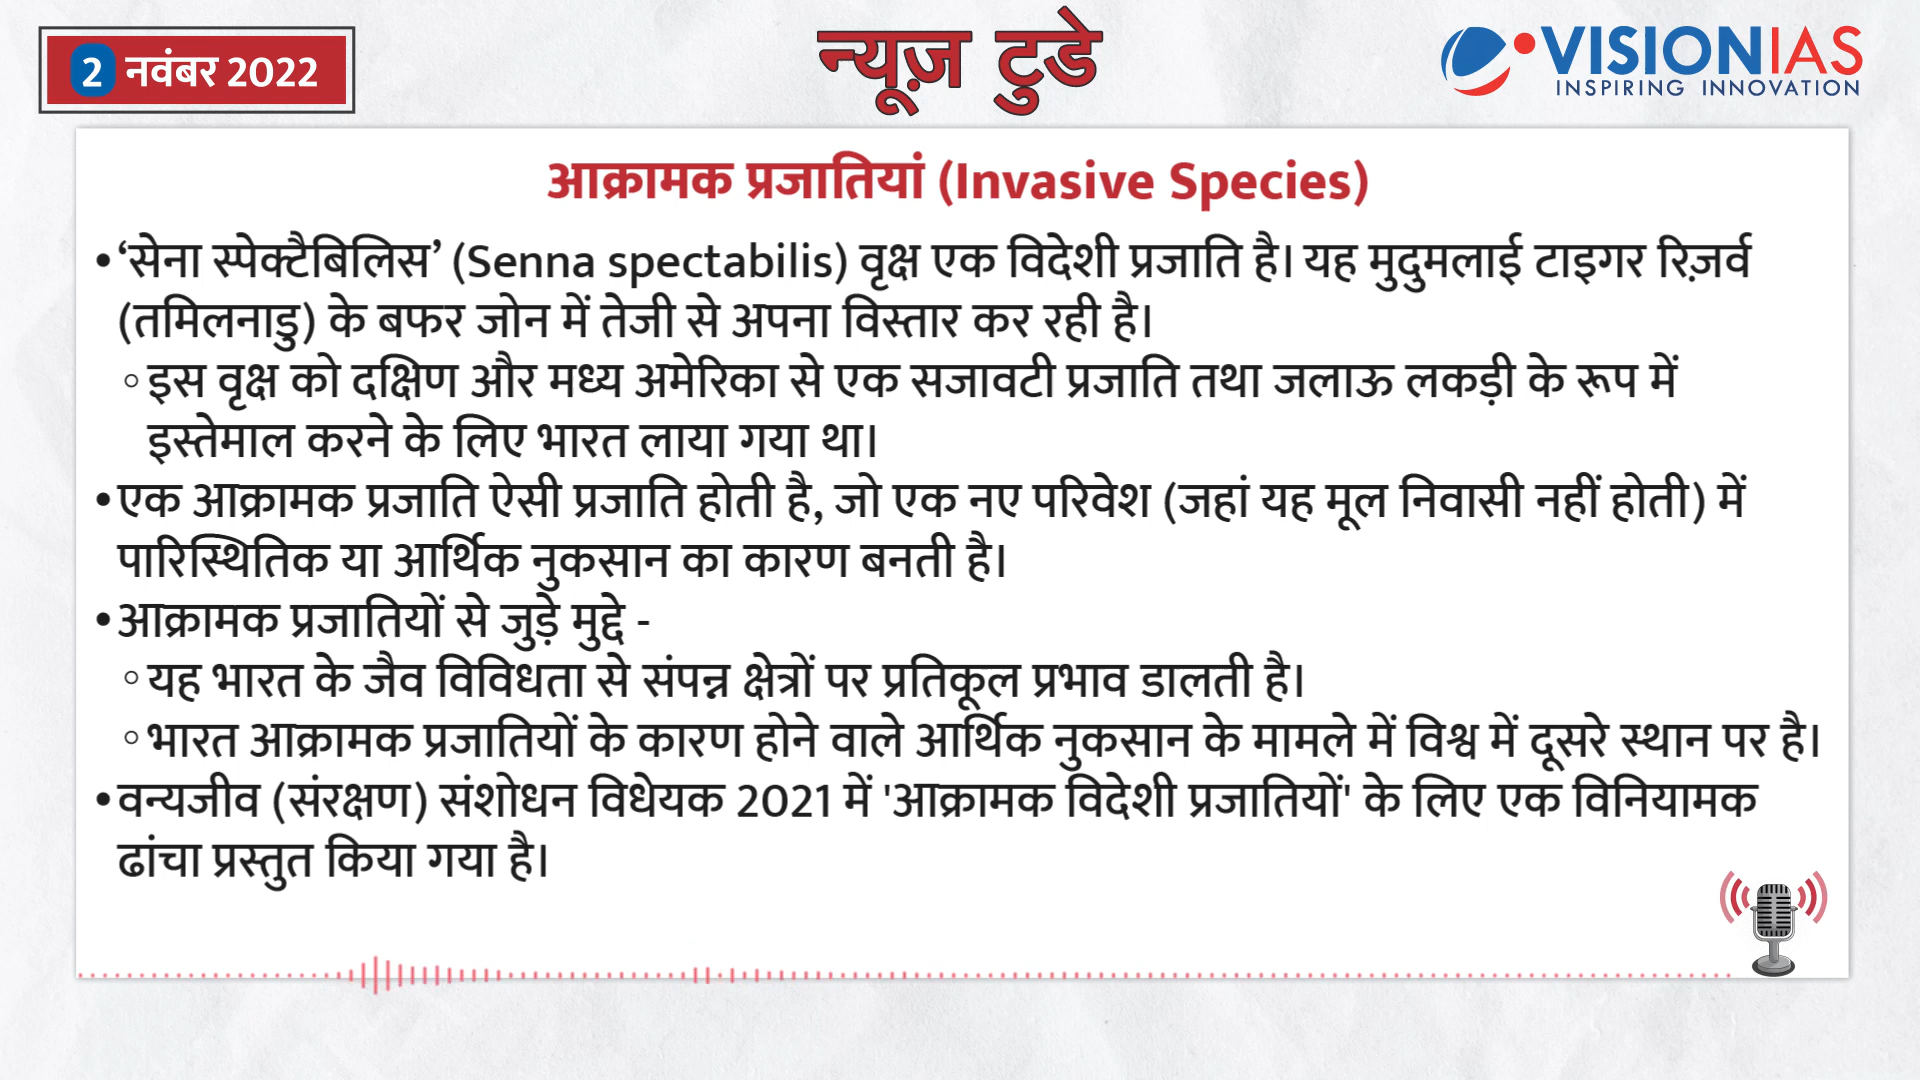 2 नवंबर 2022
न्यूज़ टुडे
VISIONIAS
INSPIRING INNOVATION
आक्रामक प्रजातियां (Invasive Species)
•‘सेना स्पेक्टैबिलिस’ (Senna spectabilis) वृक्ष एक विदेशी प्रजाति है। यह मुदुमलाई टाइगर रिज़र्व
(तमिलनाडु) के बफर जोन में तेजी से अपना विस्तार कर रही है।
◦इस वृक्ष को दक्षिण और मध्य अमेरिका से एक सजावटी प्रजाति तथा जलाऊ लकड़ी के रूप में
इस्तेमाल करने के लिए भारत लाया गया था।
•एक आक्रामक प्रजाति ऐसी प्रजाति होती है, जो एक नए परिवेश (जहां यह मूल निवासी नहीं होती) में
पारिस्थितिक या आर्थिक नुकसान का कारण बनती है।
•आक्रामक प्रजातियों से जुड़े मुद्दे -
◦यह भारत के जैव विविधता से संपन्न क्षेत्रों पर प्रतिकूल प्रभाव डालती है।
◦भारत आक्रामक प्रजातियों के कारण होने वाले आर्थिक नुकसान के मामले में विश्व में दूसरे स्थान पर है।
•वन्यजीव (संरक्षण) संशोधन विधेयक 2021 में 'आक्रामक विदेशी प्रजातियों' के लिए एक विनियामक
ढांचा प्रस्तुत किया गया है।